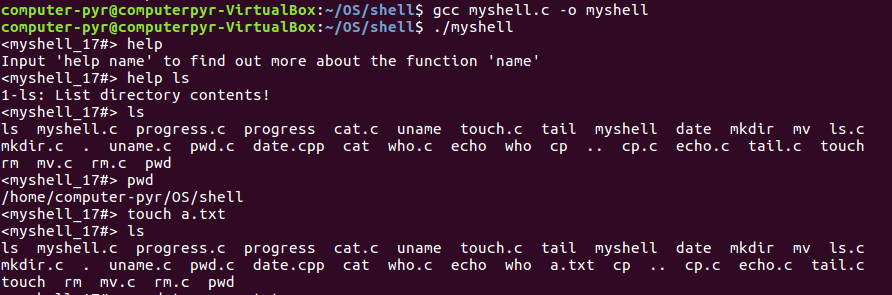 computer-pyr@computerpyr-VirtualBox:~/OS/shell$ gcc myshell.c -o myshell
computer-pyr@computerpyr-VirtualBox:~/OS/shell$ ./myshell
<myshell_17#> help
Input 'help name' to find out more about the function 'name'
<myshell_17#> help ls
1-ls: List directory contents!
<myshell_17#> ls
ls  myshell.c  progress.c  progress  cat.c  uname  touch.c  tail  myshell  date  mkdir  mv  ls.c
mkdir.c  .  uname.c  pwd.c  date.cpp  cat  who.c  echo  who  cp  ..  cp.c  echo.c  tail.c  touch
rm  mv.c  rm.c  pwd
<myshell_17#> pwd
/home/computer-pyr/OS/shell
<myshell_17#> touch a.txt
<myshell_17#> ls
ls  myshell.c  progress.c  progress  cat.c  uname  touch.c  tail  myshell  date  mkdir  mv  ls.c
mkdir.c  .  uname.c  pwd.c  date.cpp  cat  who.c  echo  who  a.txt  cp  ..  cp.c  echo.c  tail.c
touch  rm  mv.c  rm.c  pwd